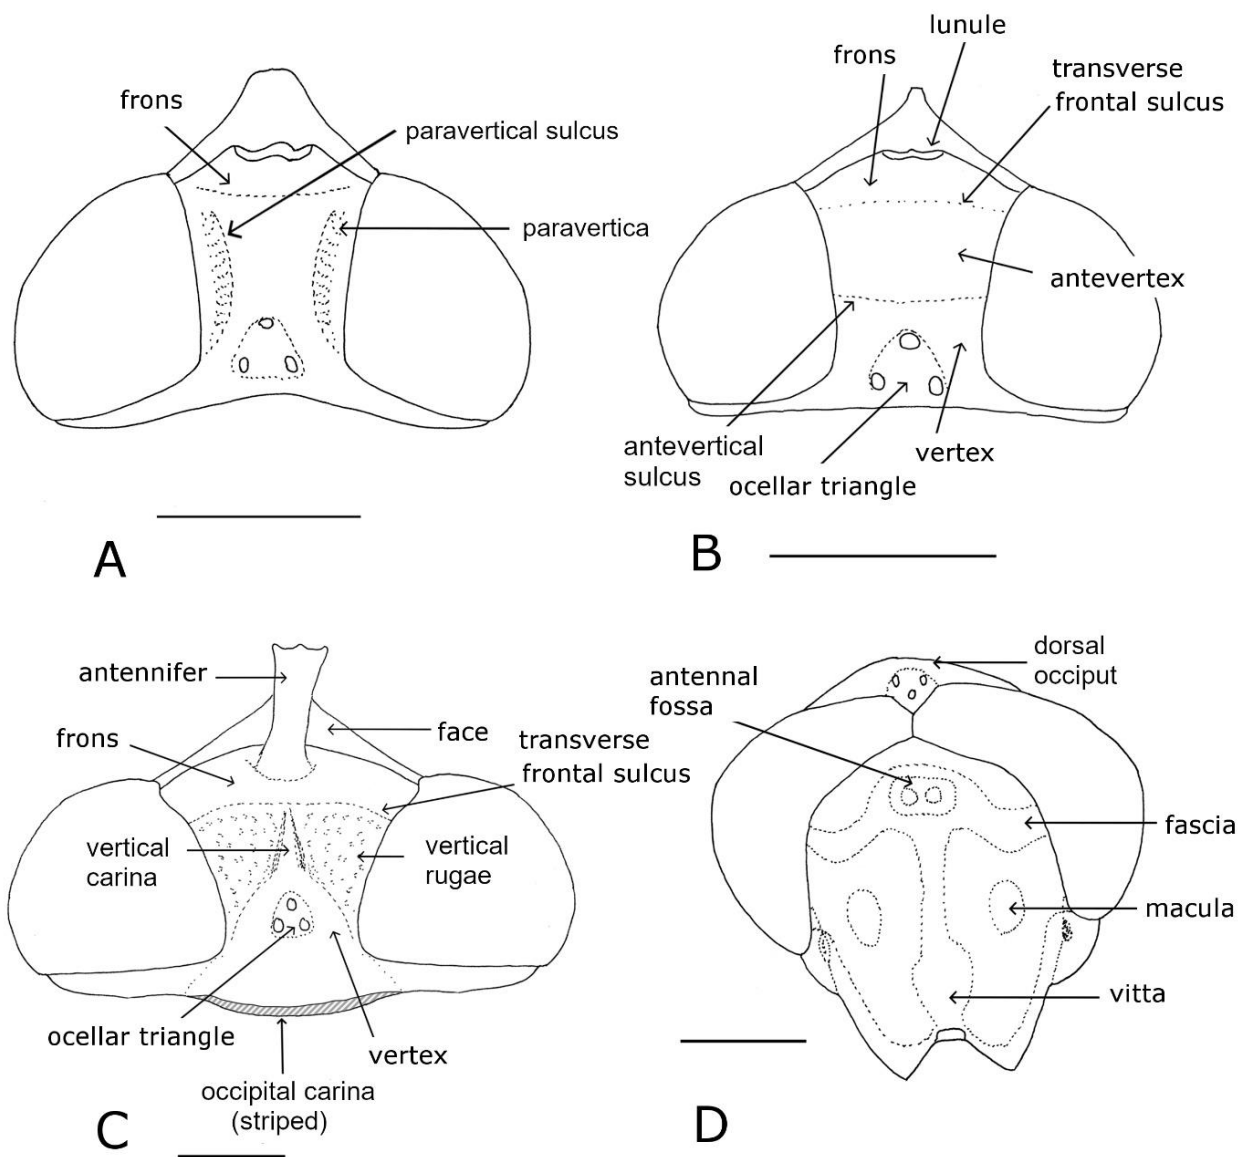 frons
paravertical sulcus
paravertica
A
lunule
frons
transverse
frontal sulcus
antevertex
antevertical
sulcus
ocellar triangle
vertex
B
antennifer
frons
face
transverse
frontal sulcus
vertical
carina
vertical
rugae
ocellar triangle
vertex
occipital carina
(striped)
C
antennal
fossa
dorsal
occiput
fascia
macula
vitta
D